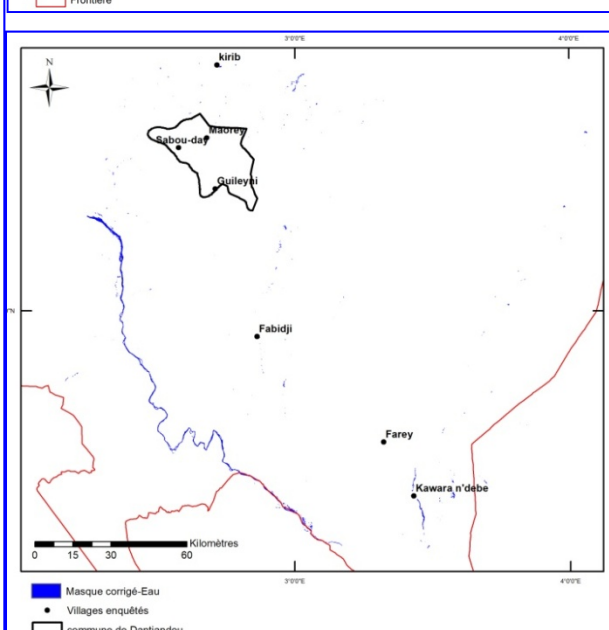 Frontière
3°0'0"E
4°0'0"E
N
kirib
Maorey
Sabou-day
Guileyni
Fabidji
Farey
Kawara n'debe
Kilomètres
0 15 30 60
3°0'0"E
4°0'0"E
Masque corrigé-Eau
Villages enquêtés
commune de Dantiandou